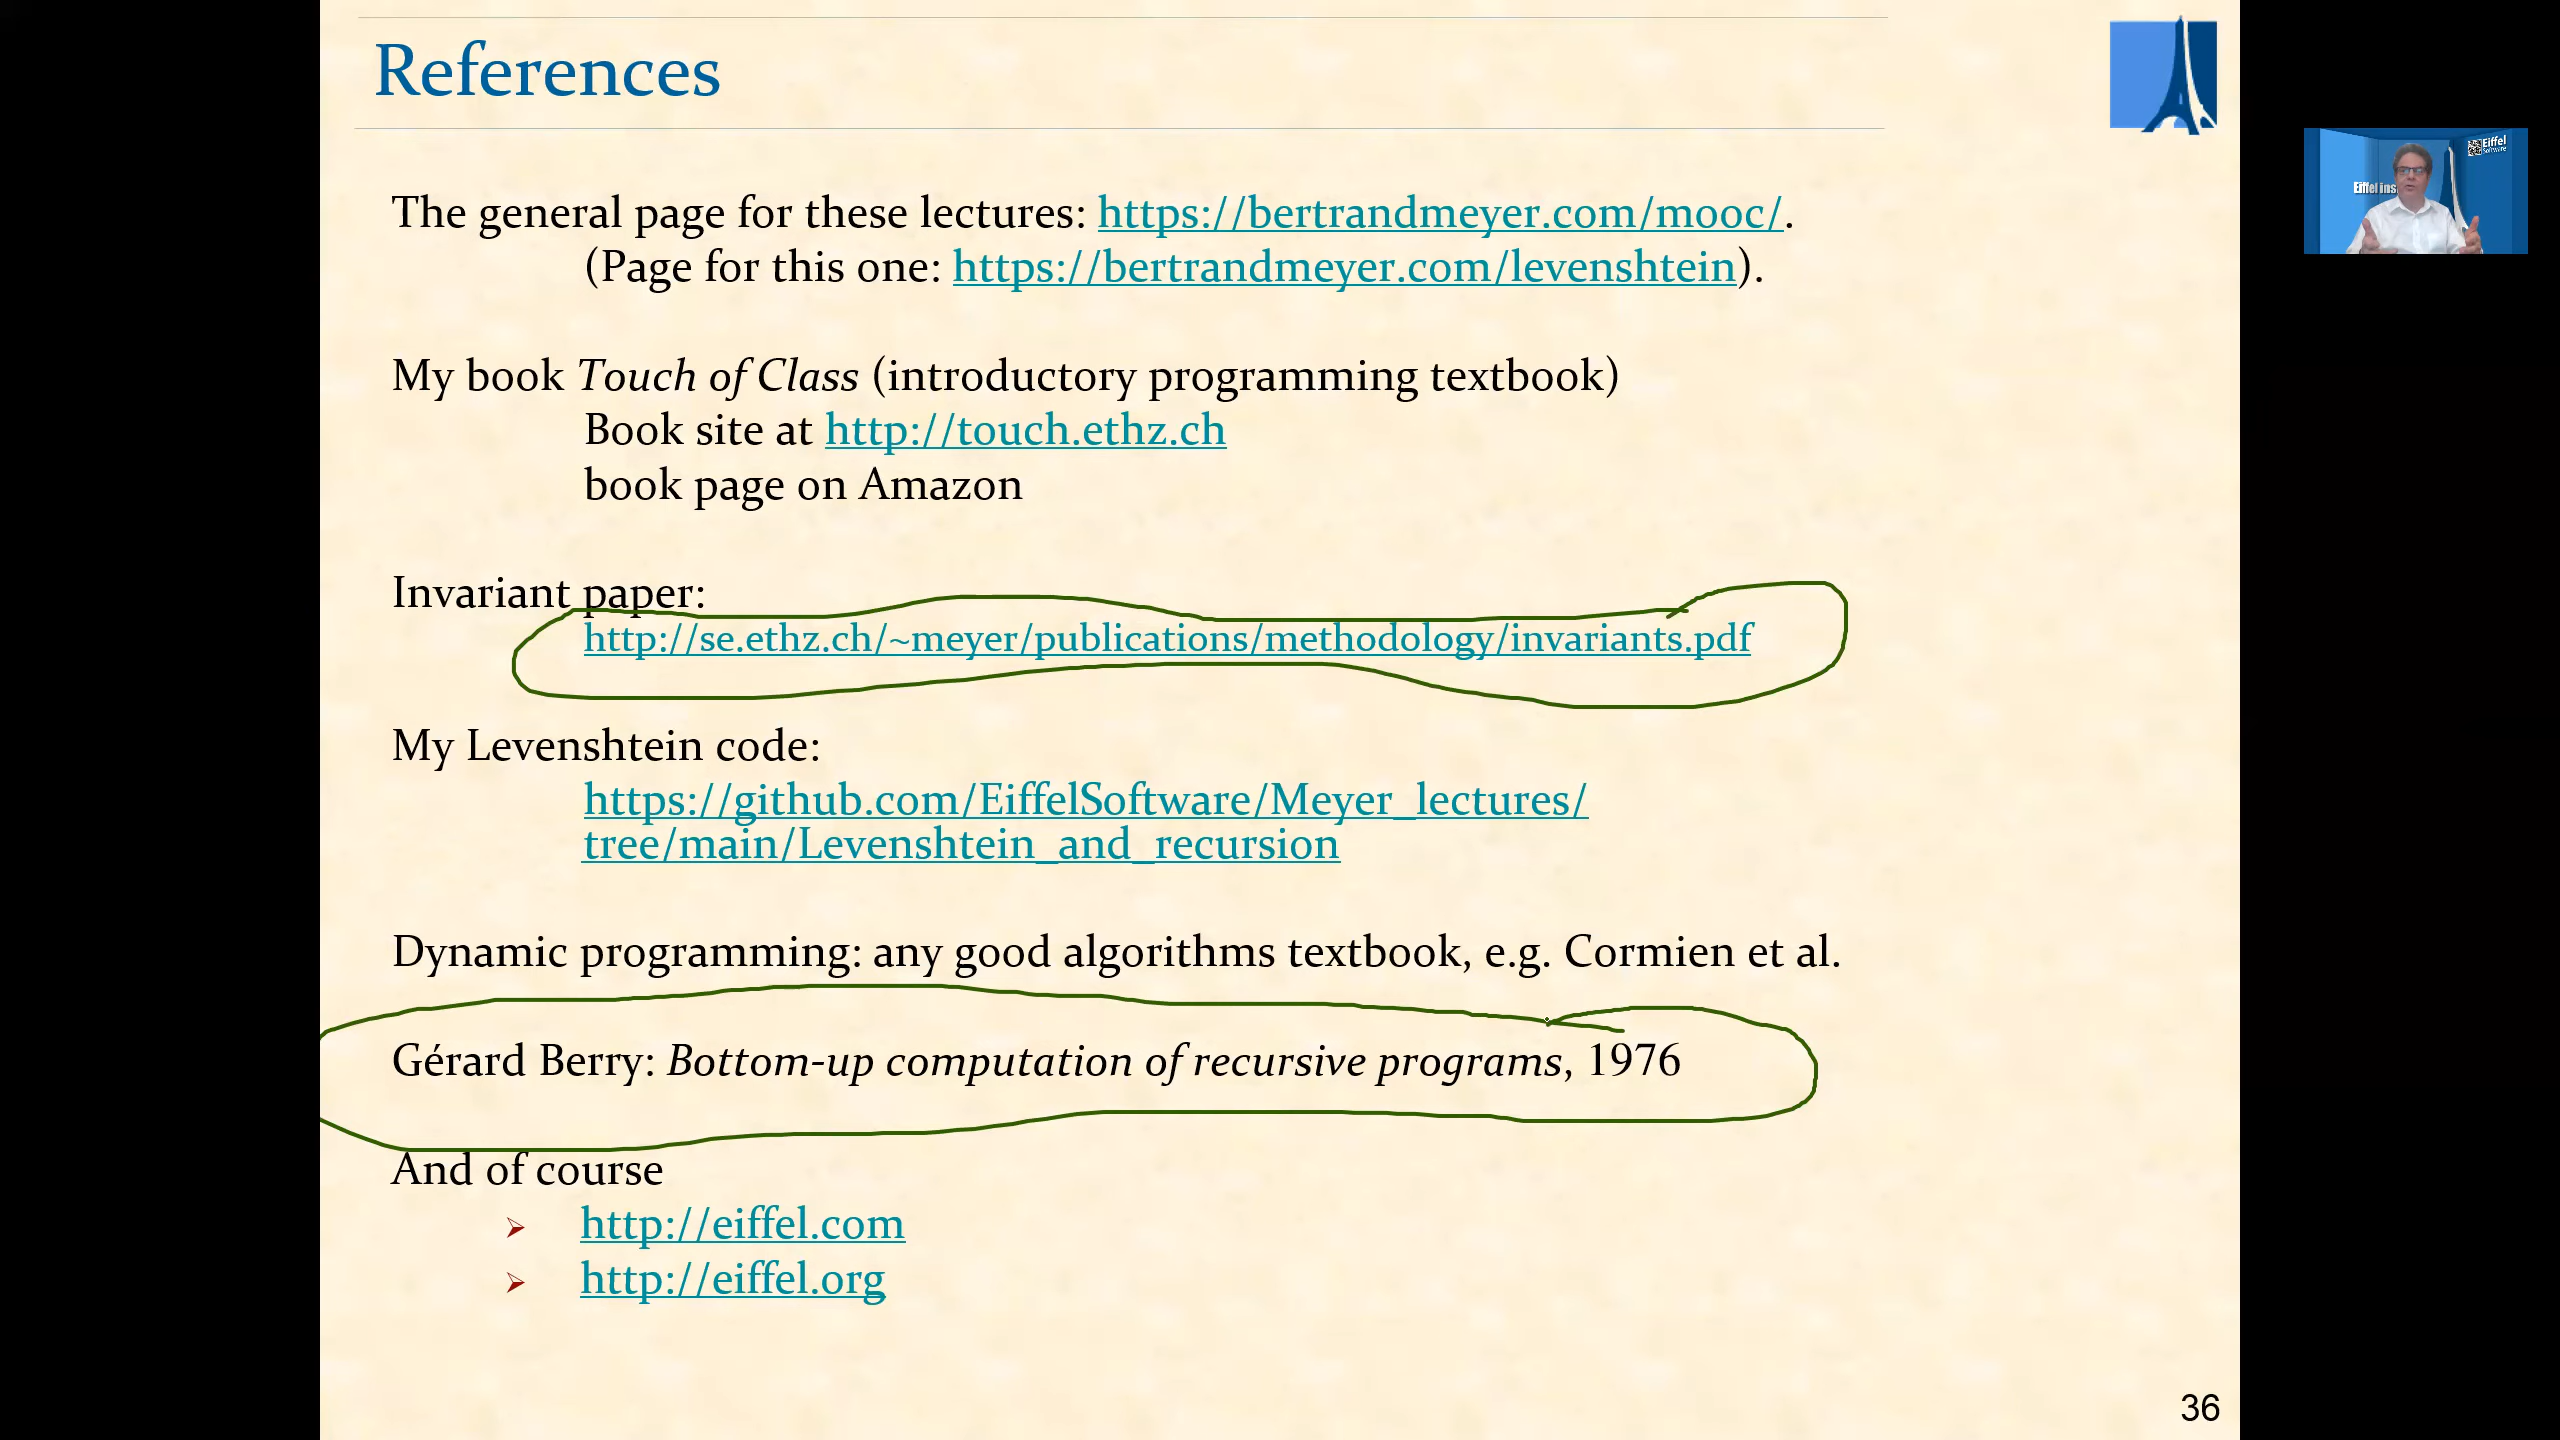 References
The general page for these lectures: https://bertrandmeyer.com/mooc/.
(Page for this one: https://bertrandmeyer.com/levenshtein).
My book Touch of Class (introductory programming textbook)
Book site at http://touch.ethz.ch
book page on Amazon
Invariant paper:
http://se.ethz.ch/~meyer/publications/methodology/invariants.pdf
My Levenshtein code:
https://github.com/EiffelSoftware/Meyer_lectures/
tree/main/Levenshtein_and_recursion
Dynamic programming: any good algorithms textbook, e.g. Cormien et al.
Gérard Berry: Bottom-up computation of recursive programs, 1976
And of course
➢ http://eiffel.com
➢ http://eiffel.org
36
Eiffel
Software
Eiffel